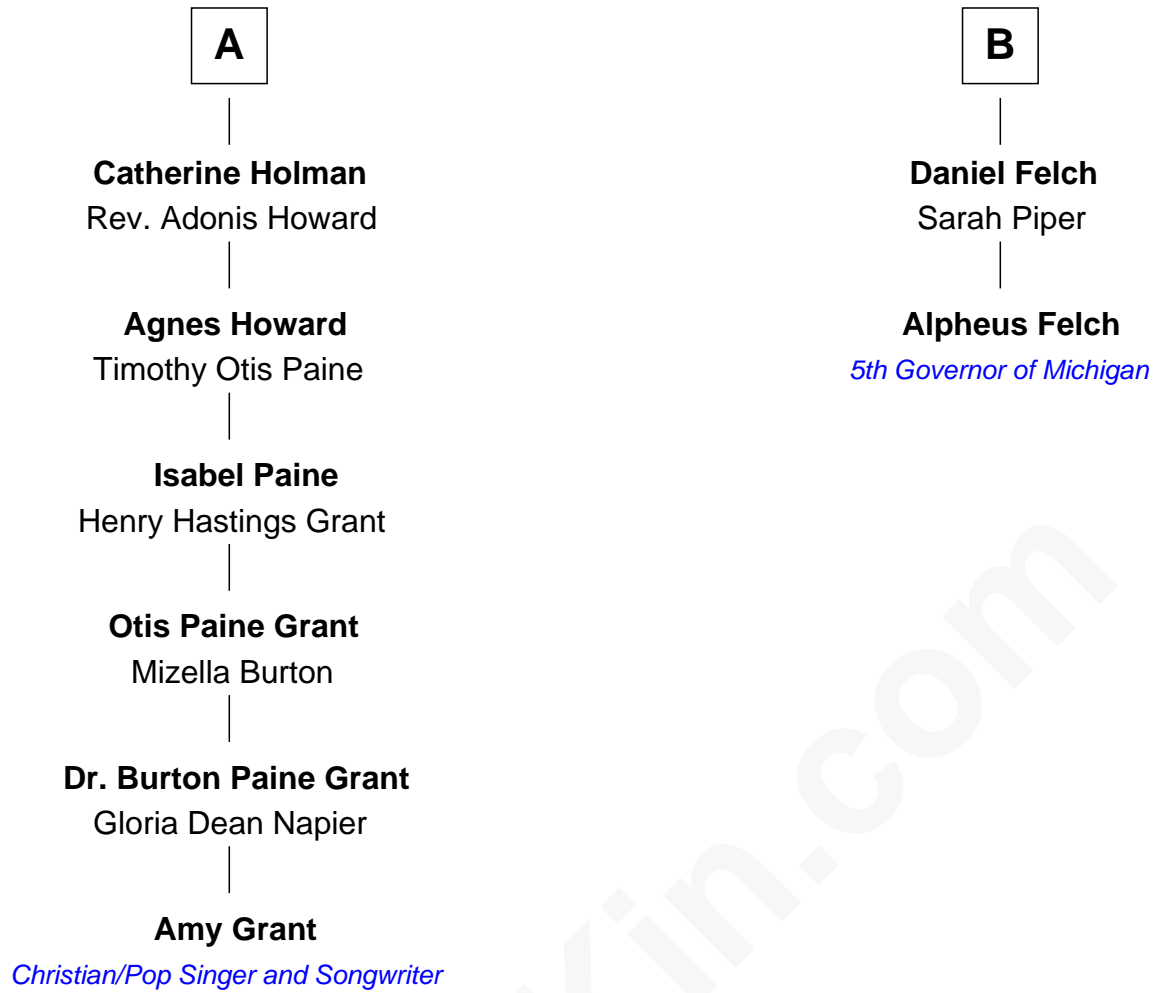 A
Catherine Holman
Rev. Adonis Howard
Agnes Howard
Timothy Otis Paine
Isabel Paine
Henry Hastings Grant
Otis Paine Grant
Mizella Burton
Dr. Burton Paine Grant
Gloria Dean Napier
Amy Grant
Christian/Pop Singer and Songwriter
B
Daniel Felch
Sarah Piper
Alpheus Felch
5th Governor of Michigan
in.com